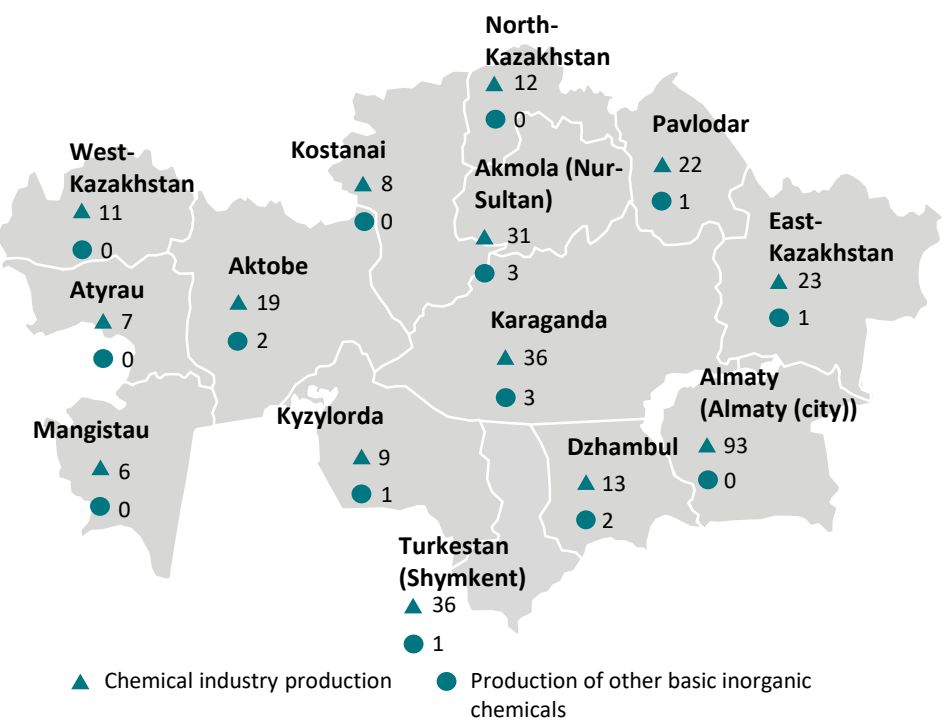 North-
Kazakhstan
12
0
Pavlodar
22
1
Kostanai
8
0
Akmola (Nur-
Sultan)
31
3
West-
Kazakhstan
11
0
East-
Kazakhstan
23
1
Aktobe
19
2
Atyrau
7
0
Karaganda
36
3
Almaty
(Almaty (city))
93
0
Kyzylorda
9
1
Mangistau
6
0
Dzhambul
13
2
Turkestan
(Shymkent)
36
1
Chemical industry production
Production of other basic inorganic
chemicals